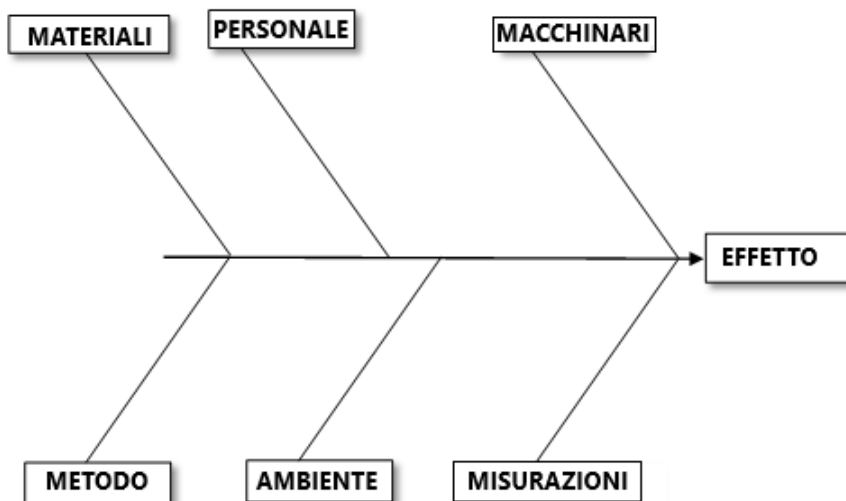 MATERIALI
PERSONALE
MACCHINARI
EFFETTO
METODO
AMBIENTE
MISURAZIONI